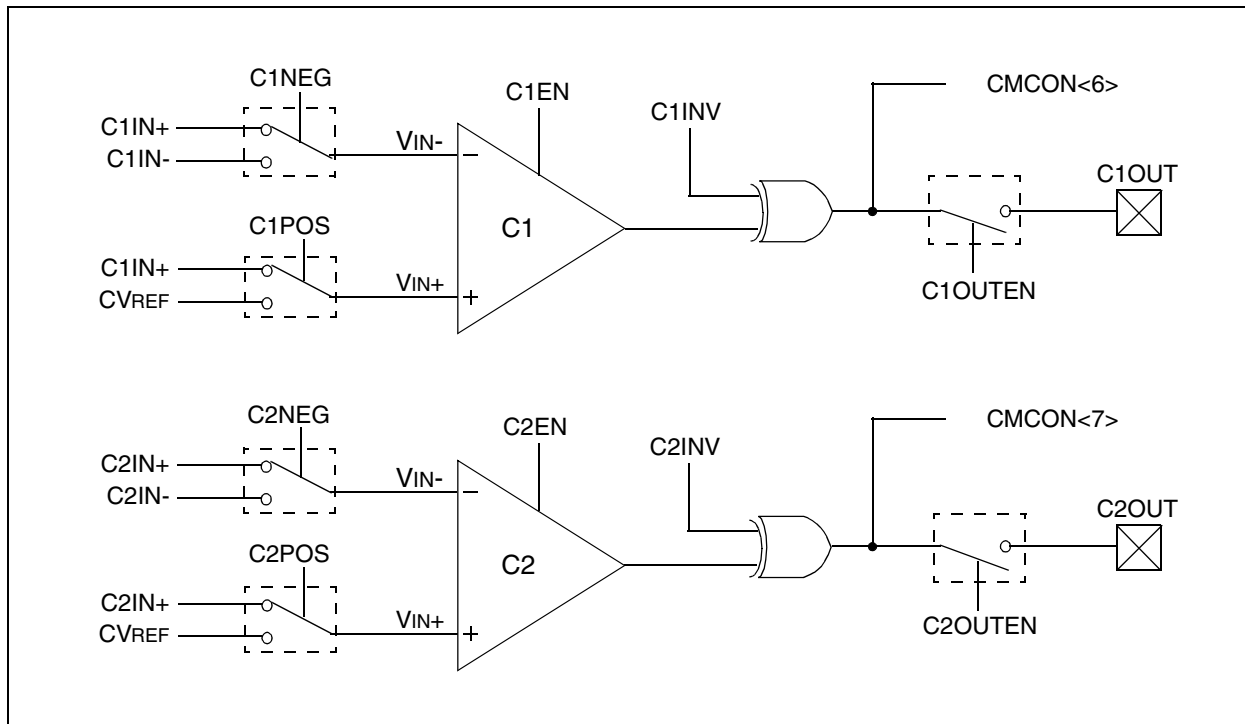 C1NEG
C1EN
C1INV
CMCON<6>
C1IN+
C1IN-
VIN-
−
C1OUT
C1
C1POS
C1IN+
CVREF
VIN+
+
C1OUTEN
C2NEG
C2EN
C2INV
CMCON<7>
C2IN+
C2IN-
VIN-
−
C2OUT
C2
C2POS
C2IN+
CVREF
VIN+
+
C2OUTEN